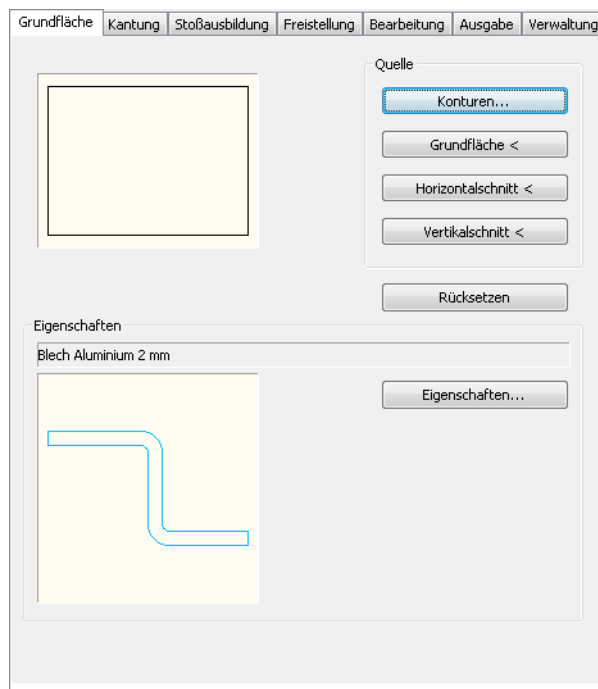 Grundfläche Kantung Stoßausbildung Freistellung Bearbeitung Ausgabe Verwaltung
Quelle
Konturen...
Grundfläche <
Horizontalschnitt <
Vertikalschnitt <
Rücksetzen
Eigenschaften
Blech Aluminium 2 mm
Eigenschaften...